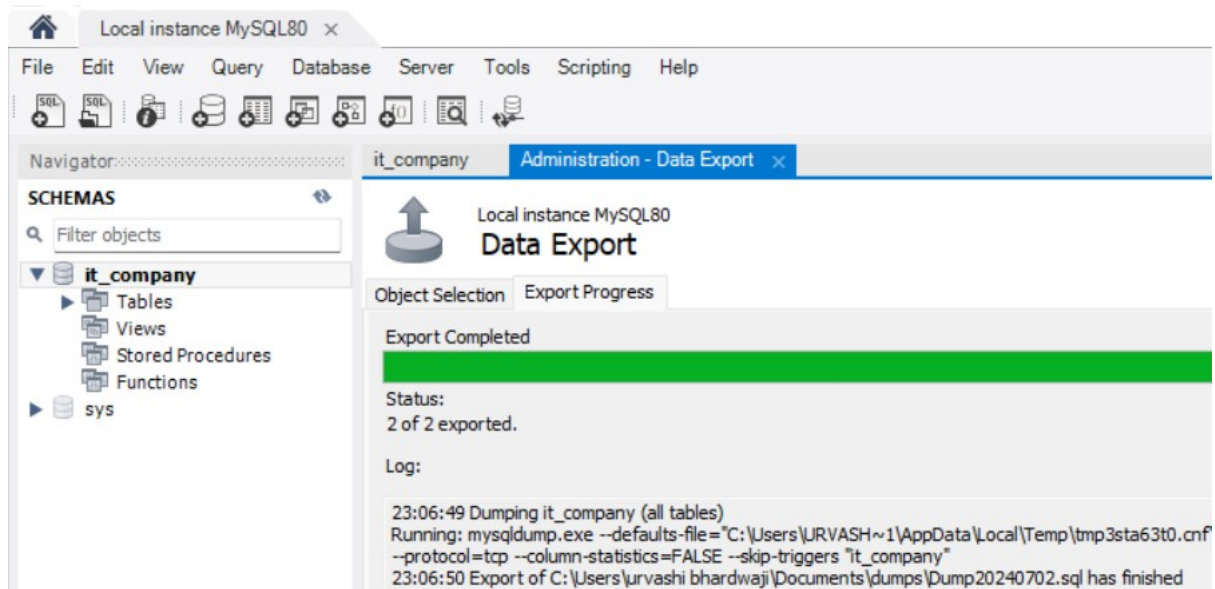 Local instance MySQL80 ×
File Edit View Query Database Server Tools Scripting Help
SQL SQL
Navigator
SCHEMAS
Filter objects
it_company
Tables
Views
Stored Procedures
Functions
sys
it_company Administration - Data Export ×
Local instance MySQL80
Data Export
Object Selection Export Progress
Export Completed
Status:
2 of 2 exported.
Log:
23:06:49 Dumping it_company (all tables)
Running: mysqldump.exe --defaults-file="C:\Users\URVASH~1\AppData\Local\Temp\tmp3sta63t0.cnf"
--protocol=tcp --column-statistics=FALSE --skip-triggers "it_company"
23:06:50 Export of C:\Users\urvashi bhardwaji\Documents\dumps\Dump20240702.sql has finished